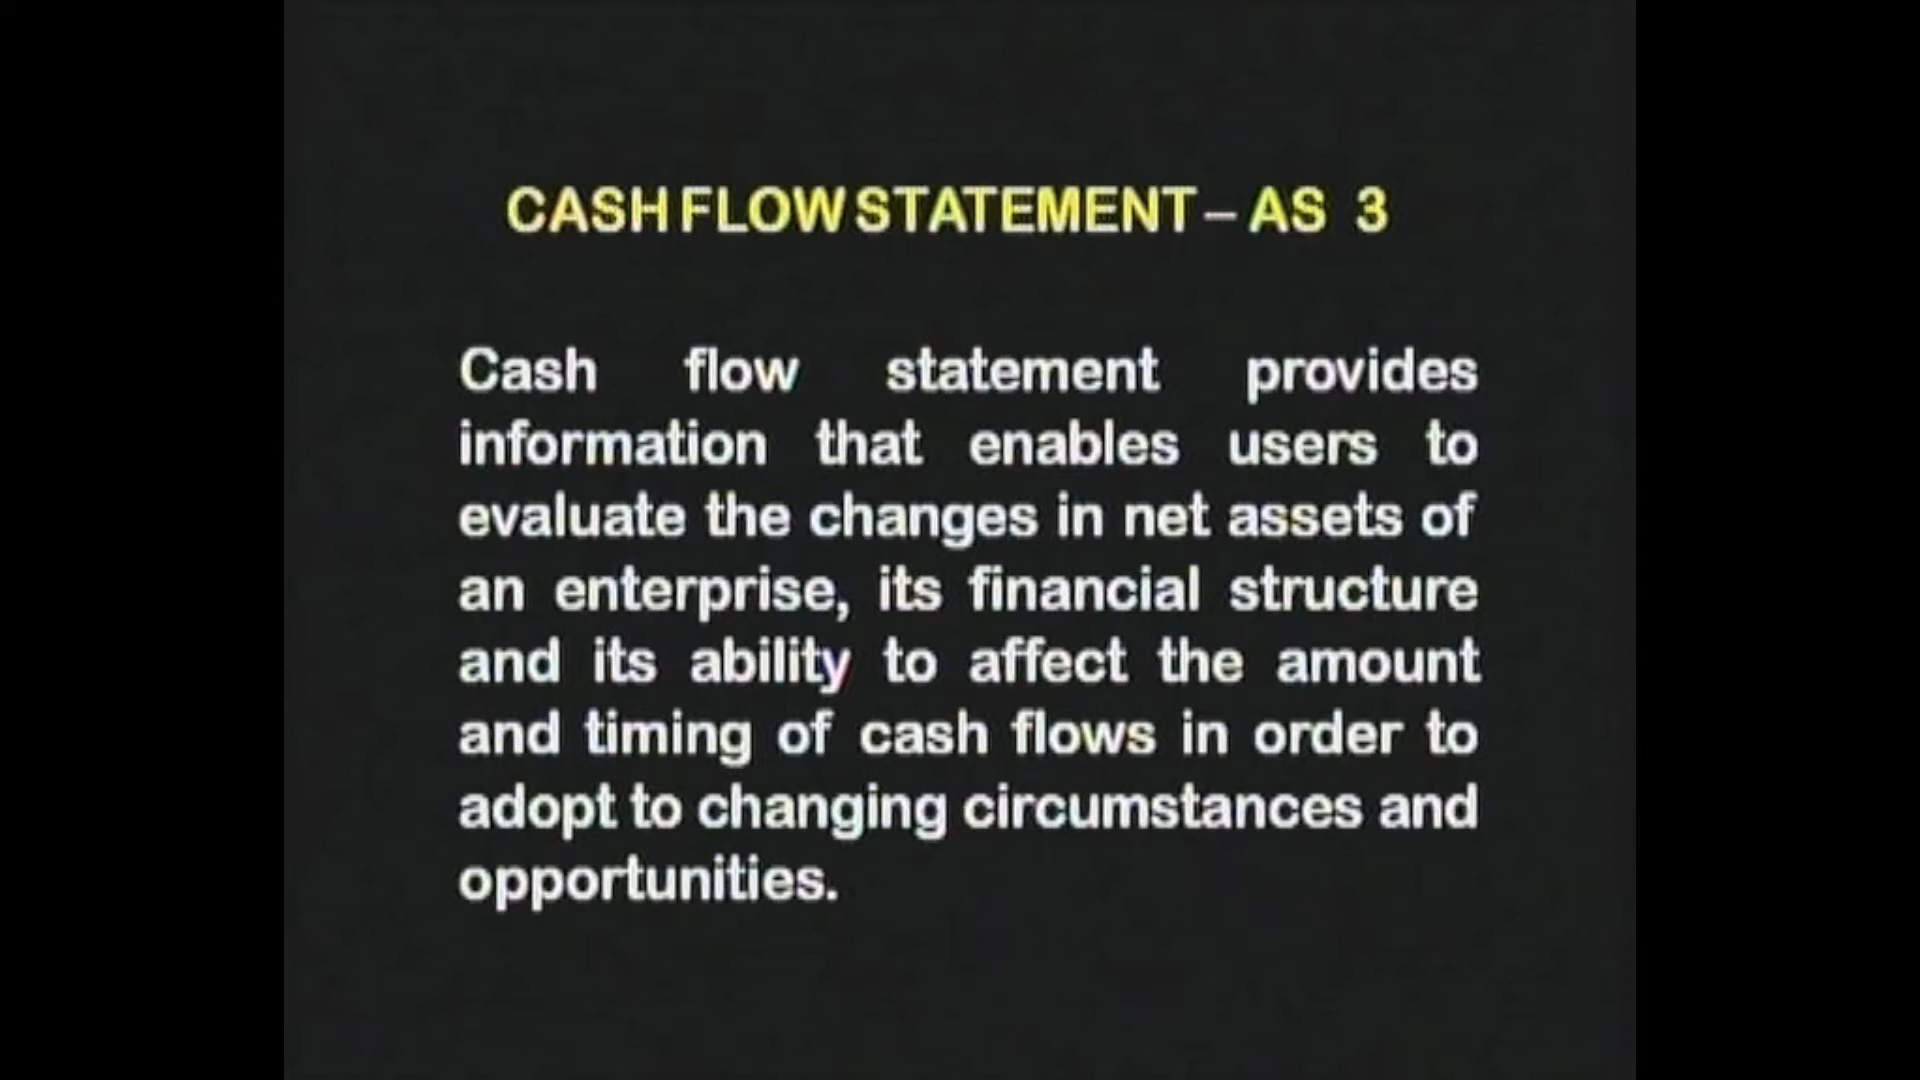 CASH FLOW STATEMENT – AS 3
Cash flow statement provides
information that enables users to
evaluate the changes in net assets of
an enterprise, its financial structure
and its ability to affect the amount
and timing of cash flows in order to
adopt to changing circumstances and
opportunities.